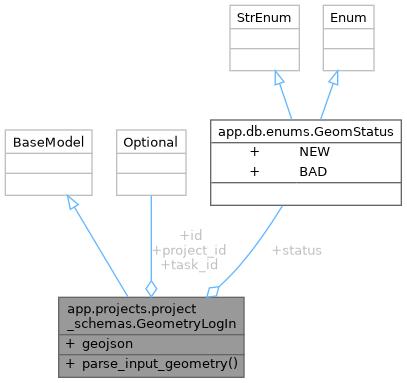 StrEnum
Enum
BaseModel
Optional
app.db.enums.GeomStatus
+ NEW
+ BAD
+id
+project_id
+task_id
+status
app.projects.project
_schemas.GeometryLogIn
+ geojson
+ parse_input_geometry()